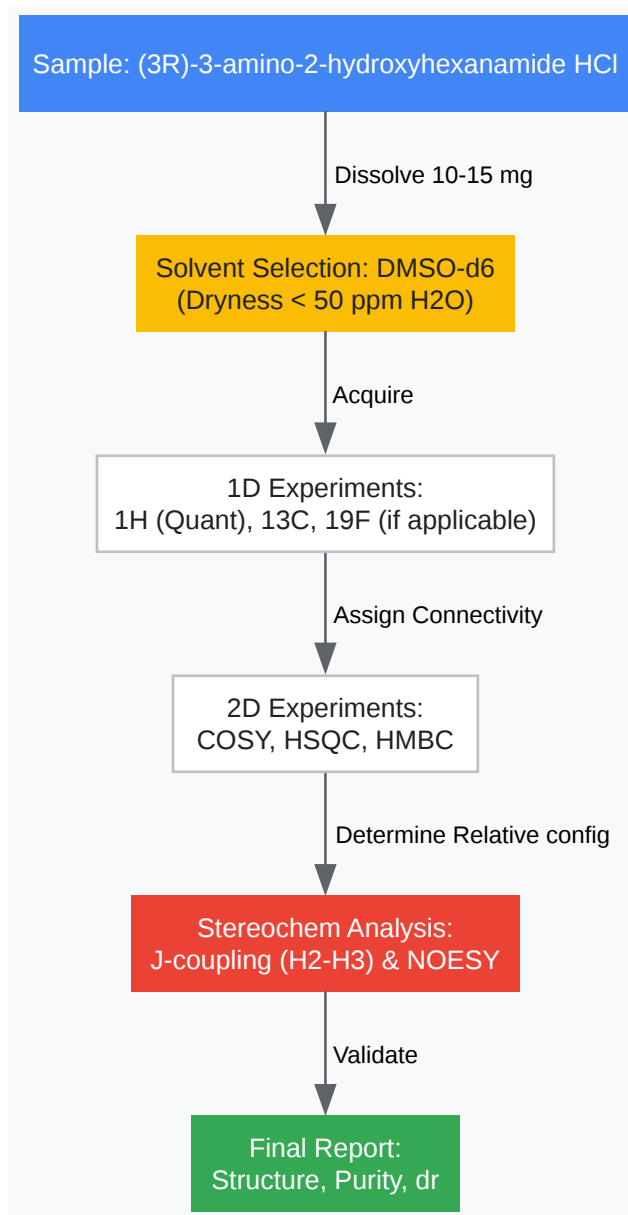 Sample: (3R)-3-amino-2-hydroxyhexanamide HCl
Dissolve 10-15 mg
Solvent Selection: DMSO-d6
(Dryness < 50 ppm H2O)
Acquire
1D Experiments:
1H (Quant), 13C, 19F (if applicable)
Assign Connectivity
2D Experiments:
COSY, HSQC, HMBC
Determine Relative config
Stereochem Analysis:
J-coupling (H2-H3) & NOESY
Validate
Final Report:
Structure, Purity, dr